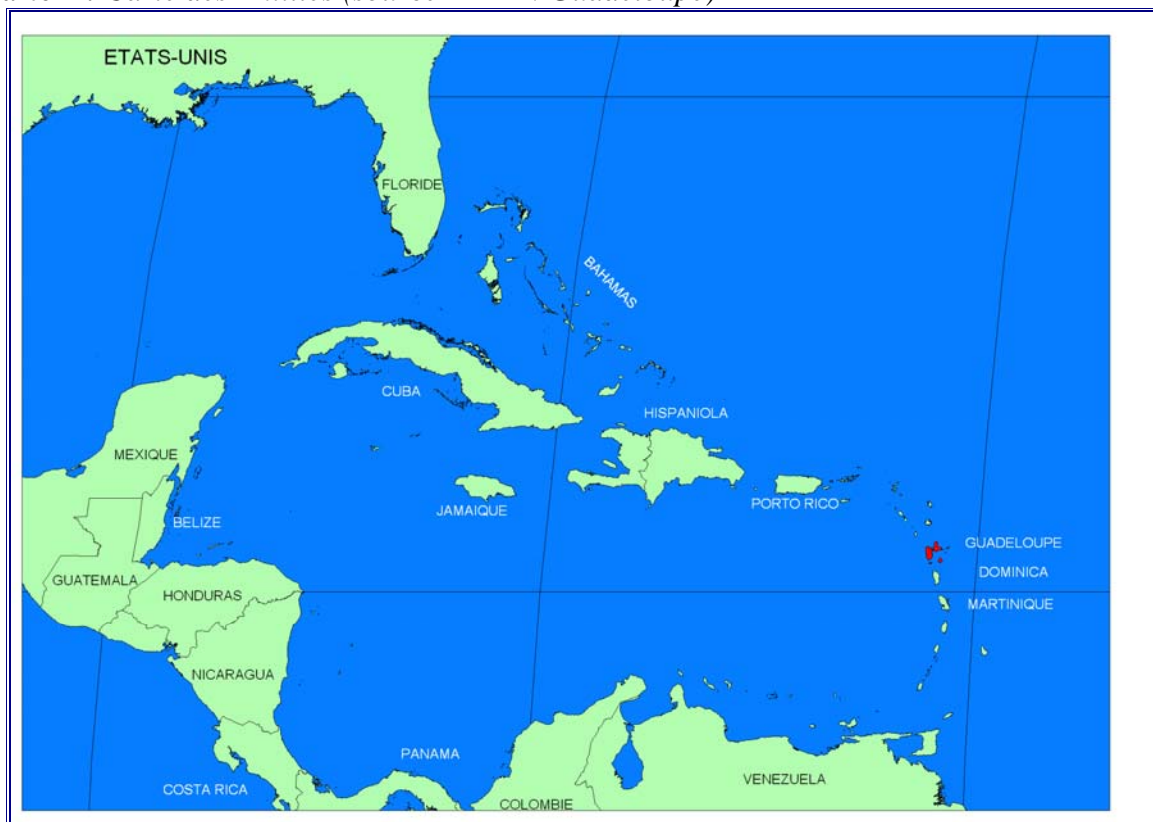 ETATS-UNIS
FLORIDE
BAHAMAS
CUBA
HISPANIOLA
MEXIQUE
JAMAIQUE
PORTO RICO
BELIZE
GUADELOUPE
GUATEMALA
DOMINICA
HONDURAS
MARTINIQUE
NICARAGUA
PANAMA
COSTA RICA
VENEZUELA
COLOMBIE